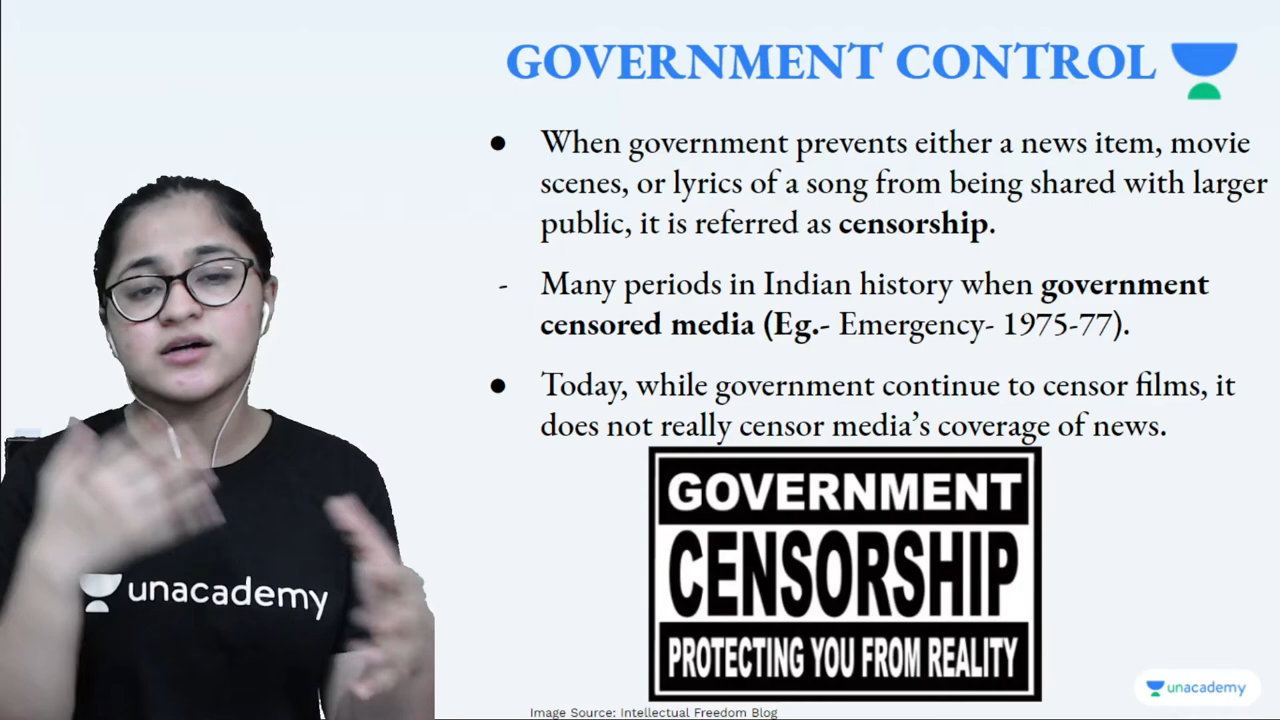 GOVERNMENT CONTROL
● When government prevents either a news item, movie
scenes, or lyrics of a song from being shared with larger
public, it is referred as censorship.
- Many periods in Indian history when government
censored media (Eg.- Emergency- 1975-77).
● Today, while government continue to censor films, it
does not really censor media’s coverage of news.
GOVERNMENT
CENSORSHIP
PROTECTING YOU FROM REALITY
unacademy
unacademy
Image Source: Intellectual Freedom Blog